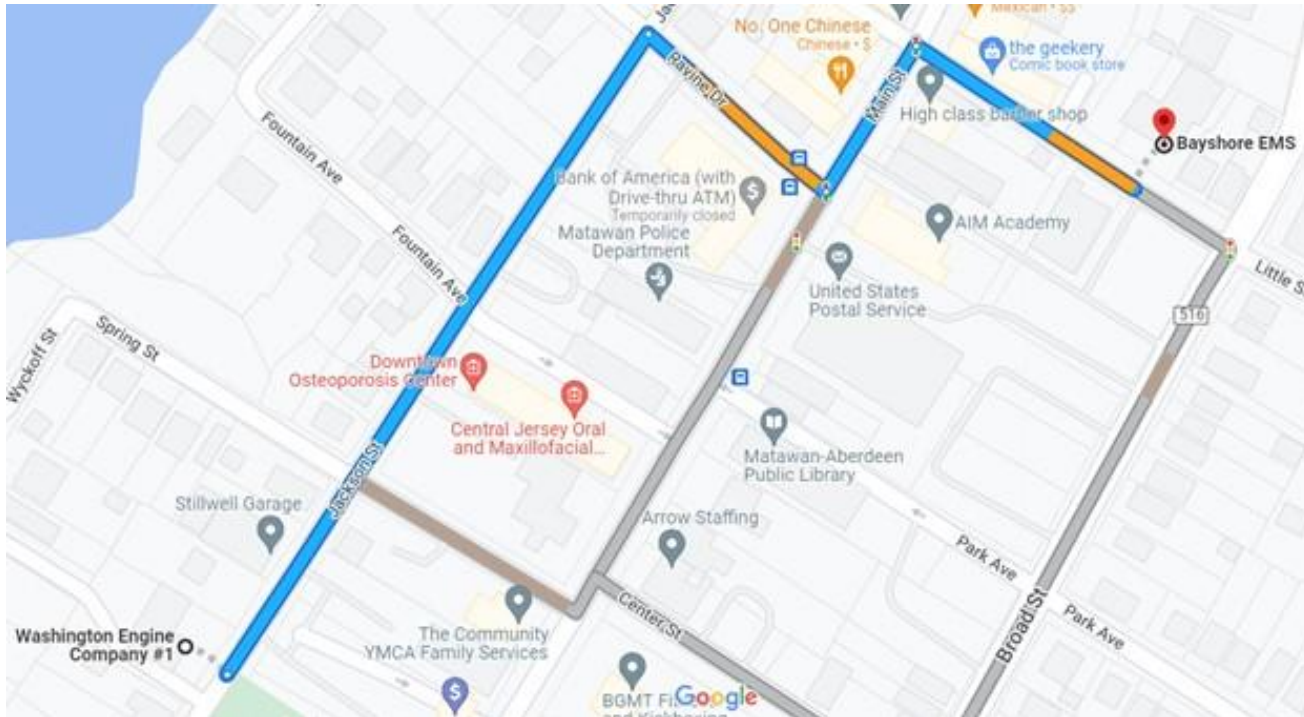 Mexican • $$
No. One Chinese
Chinese • $
the geekery
Comic book store
Ravine Dr
Main St
High class barber shop
Bayshore EMS
Fountain Ave
Bank of America (with
Drive-thru ATM)
Temporarily closed
Matawan Police
Department
AIM Academy
Fountain Ave
United States
Postal Service
Little S
516
Spring St
Wyckoff St
Downtown
Osteoporosis Center
Central Jersey Oral
and Maxillofacial...
Matawan-Aberdeen
Public Library
Jackson St
Stillwell Garage
Arrow Staffing
Park Ave
Park Ave
Center St
Broad St
Washington Engine
Company #1
The Community
YMCA Family Services
BGMT
Google
and Kickboxing